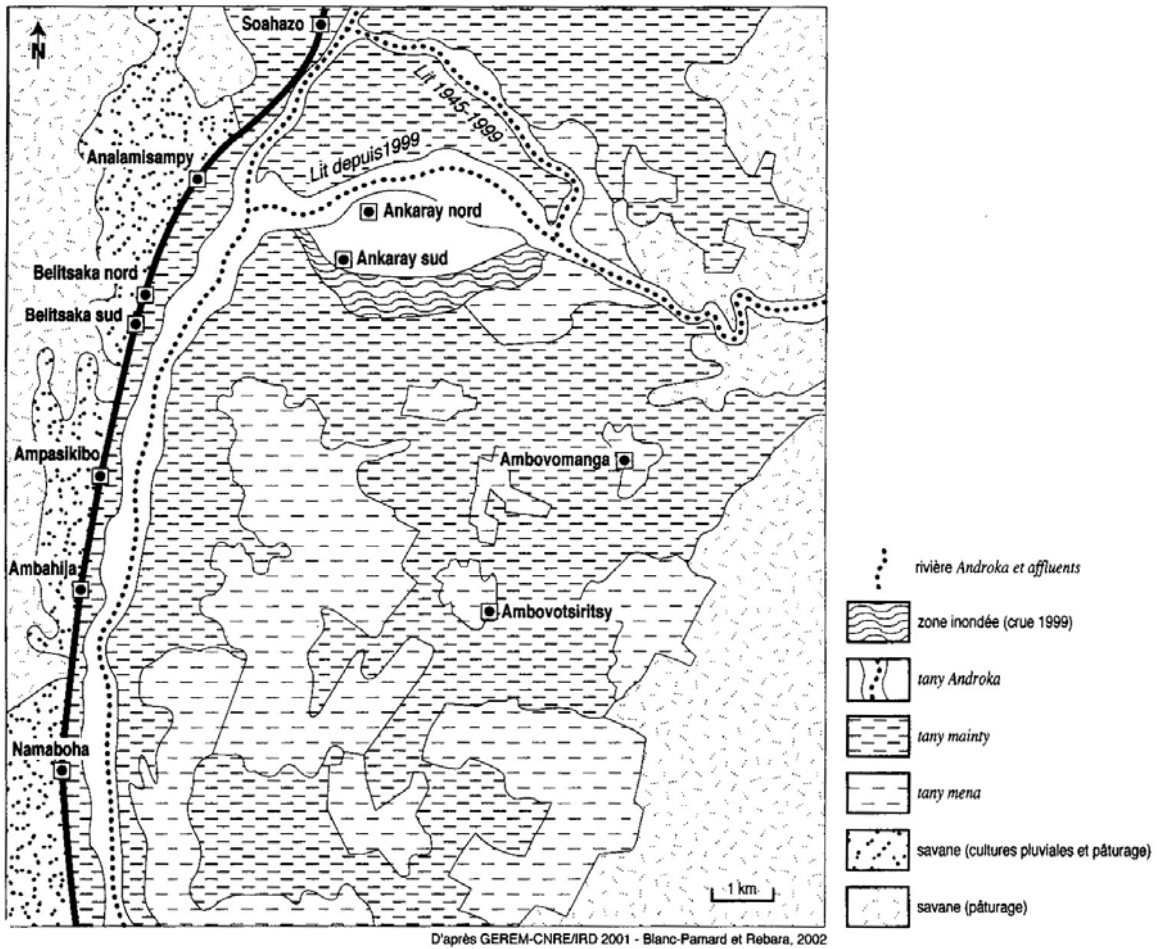 N
Soahazo
Lit 1945-1999
Lit depuis1999
Analamisampy
Ankaray nord
Ankaray sud
Belitsaka nord
Belitsaka sud
Ampasikibo
Ambovomanga
Ambahija
Ambovotsiritsy
Namaboha
1 km
rivière Androka et affluents
zone inondée (crue 1999)
tany Androka
tany mainty
tany mena
savane (cultures pluviales et pâturage)
savane (pâturage)
D'après GEREM-CNRE/IRD 2001 - Blanc-Pamard et Rebara, 2002